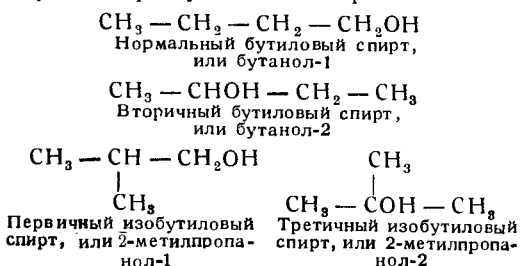 CH₃ — CH₂ — CH₂ — CH₂OH
Нормальный бутиловый спирт,
или бутанол-1
CH₃ — CHOH — CH₂ — CH₃
Вторичный бутиловый спирт,
или бутанол-2
CH₃ — CH — CH₂OH
CH₃
Первичный изобутиловый
спирт, или 2-метилпропа-
нол-1
CH₃
CH₃ — COH — CH₃
Третичный изобутиловый
спирт, или 2-метилпропа-
нол-2